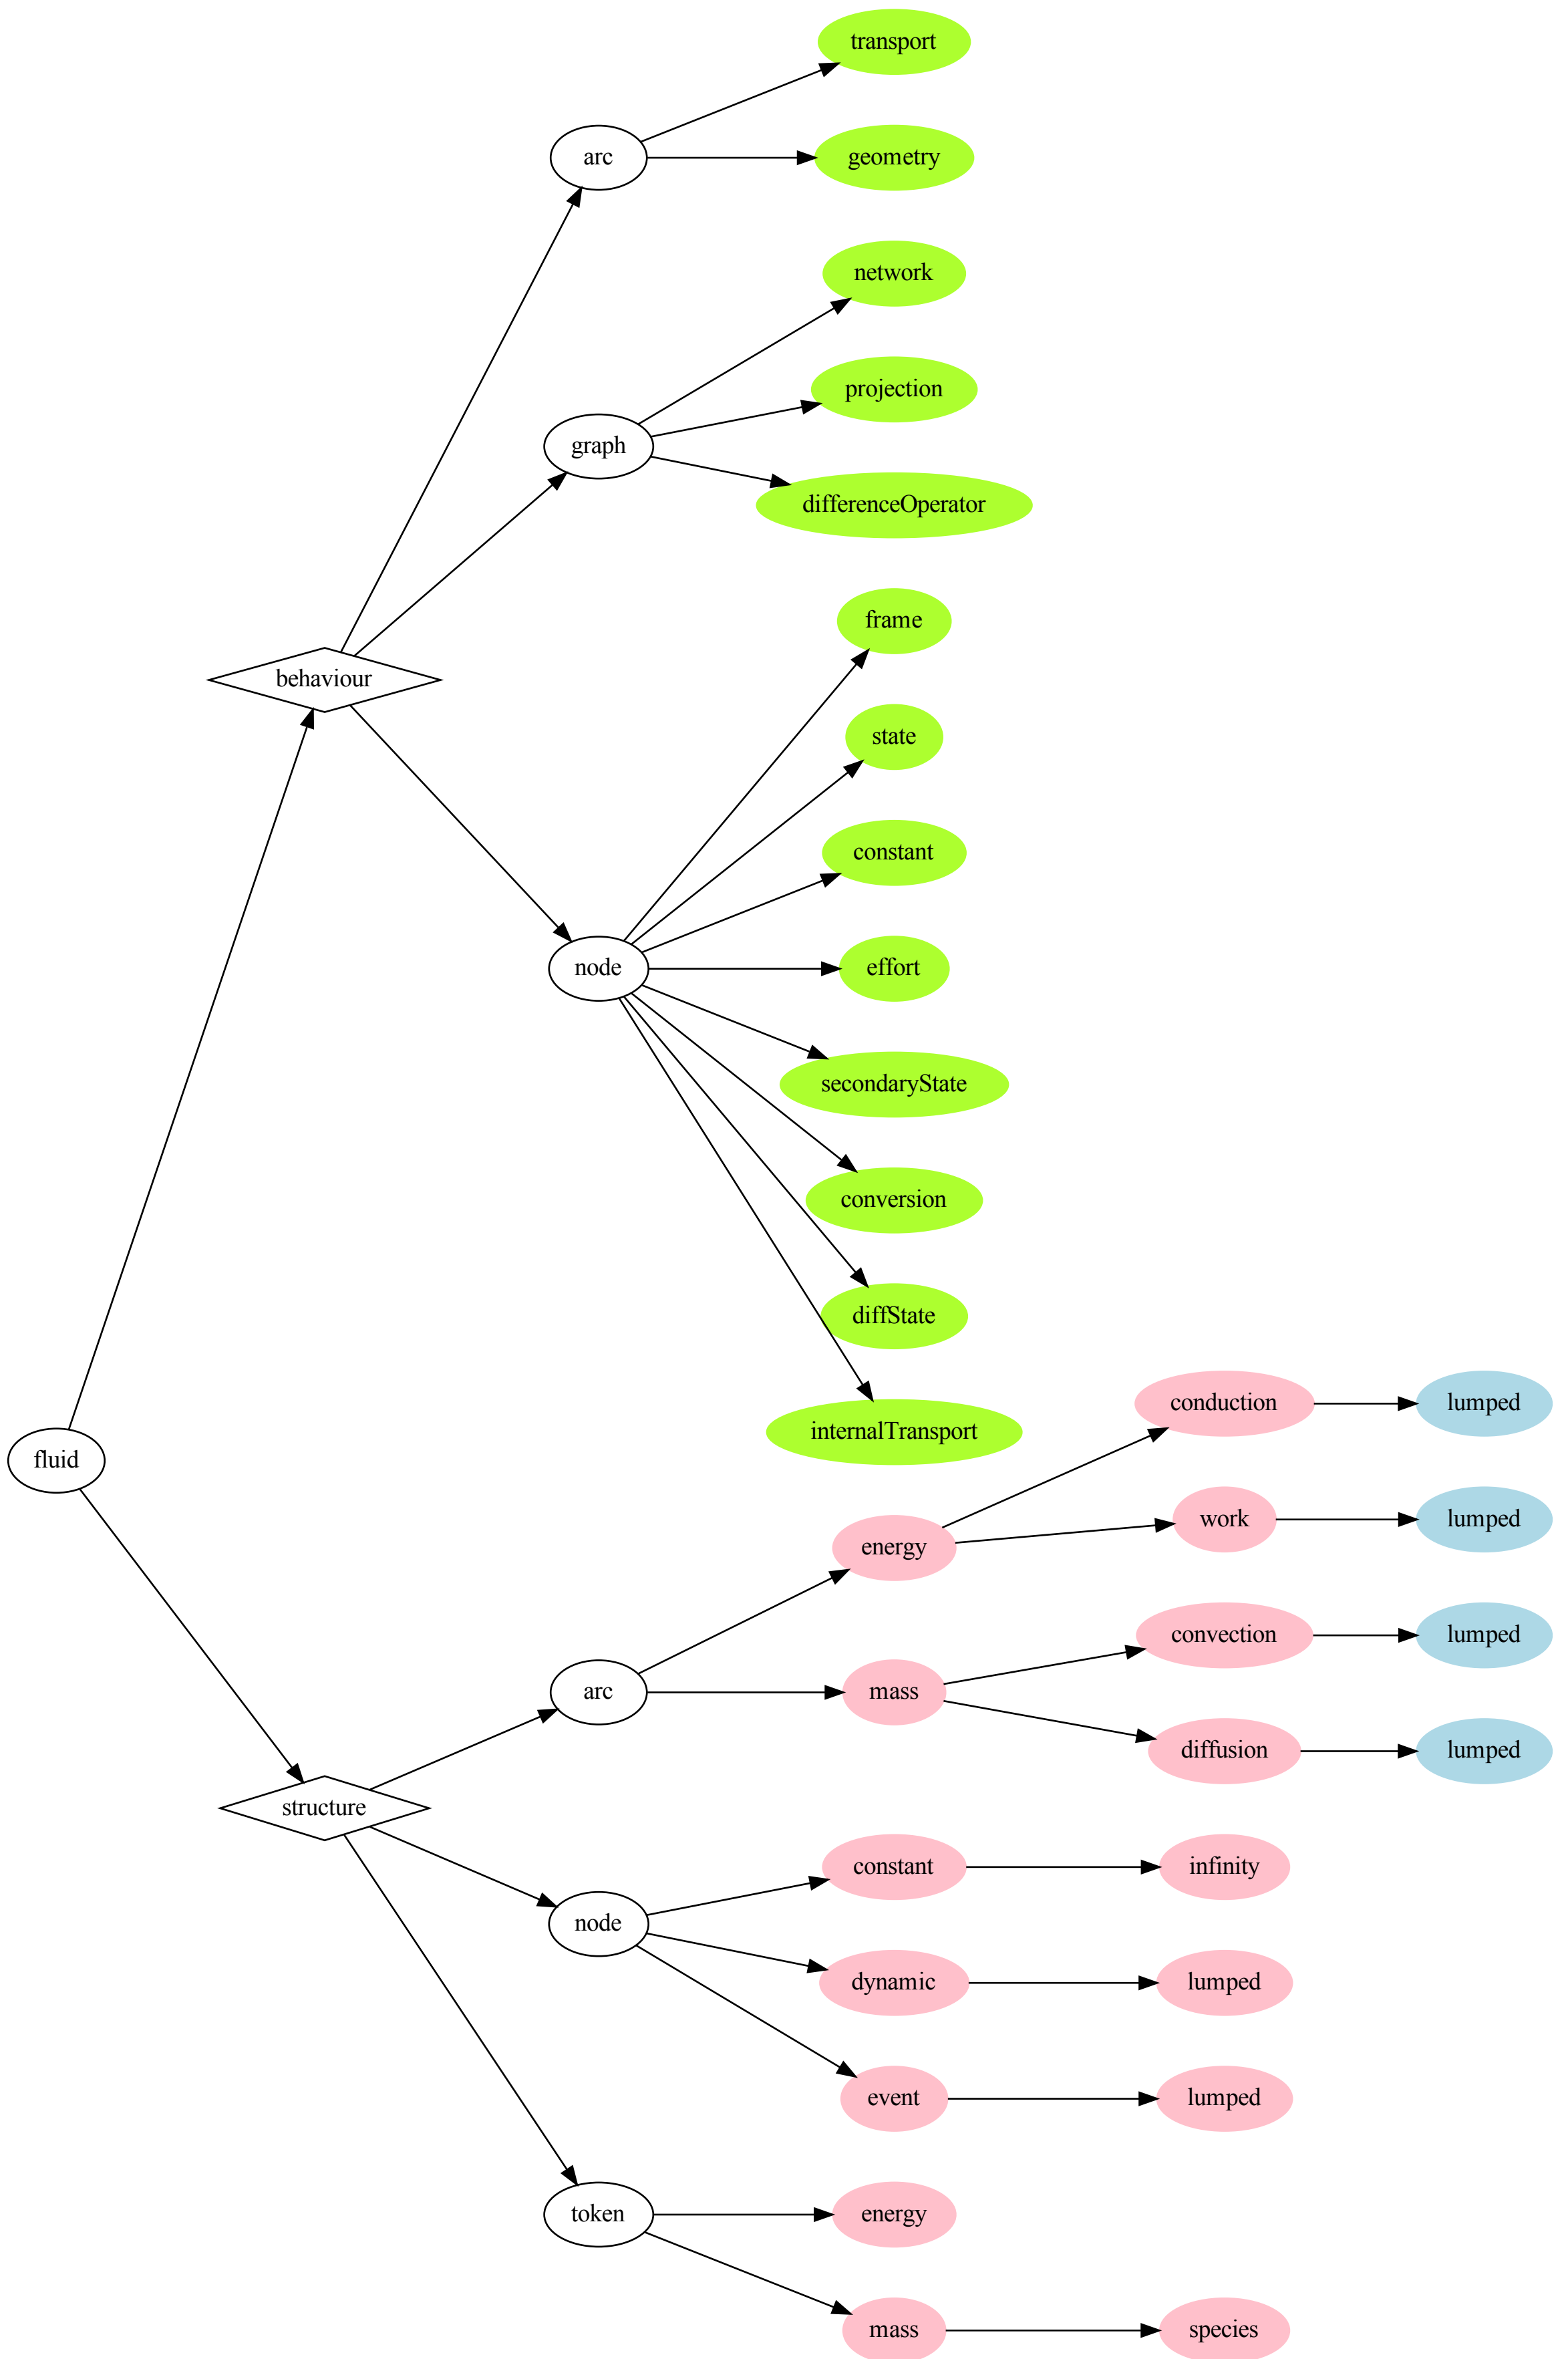 transport
arc
geometry
network
projection
graph
differenceOperator
frame
behaviour
state
constant
node
effort
secondaryState
conversion
diffState
conduction
lumped
internalTransport
fluid
work
lumped
energy
convection
lumped
arc
mass
diffusion
lumped
structure
constant
infinity
node
dynamic
lumped
event
lumped
token
energy
mass
species